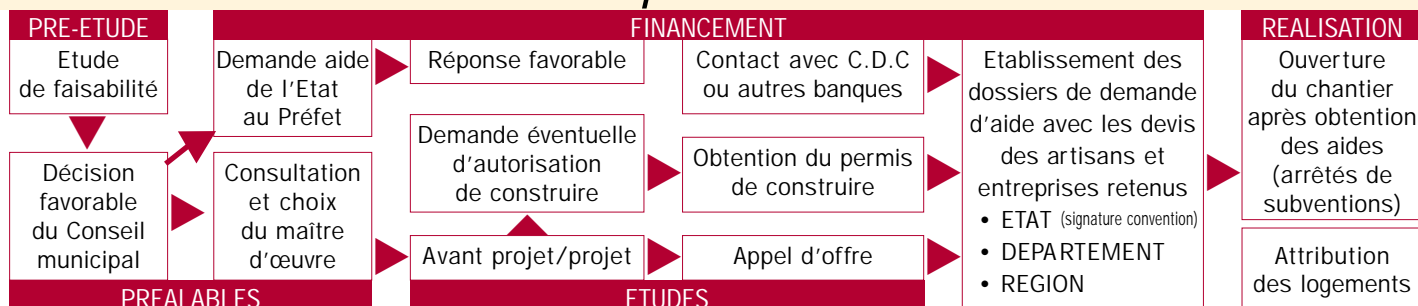 PRE-ETUDE
Etude
de faisabilité
Décision
favorable
du Conseil
municipal
PREALABLES
FINANCEMENT
Demande aide
de l'Etat
au Préfet
Consultation
et choix
du maître
d'œuvre
Réponse favorable
Demande éventuelle
d'autorisation
de construire
Avant projet/projet
ETUDES
Contact avec C.D.C
ou autres banques
Obtention du permis
de construire
Appel d'offre
Etablissement des
dossiers de demande
d'aide avec les devis
des artisans et
entreprises retenus
• ETAT (signature convention)
• DEPARTEMENT
• REGION
REALISATION
Ouverture
du chantier
après obtention
des aides
(arrêtés de
subventions)
Attribution
des logements